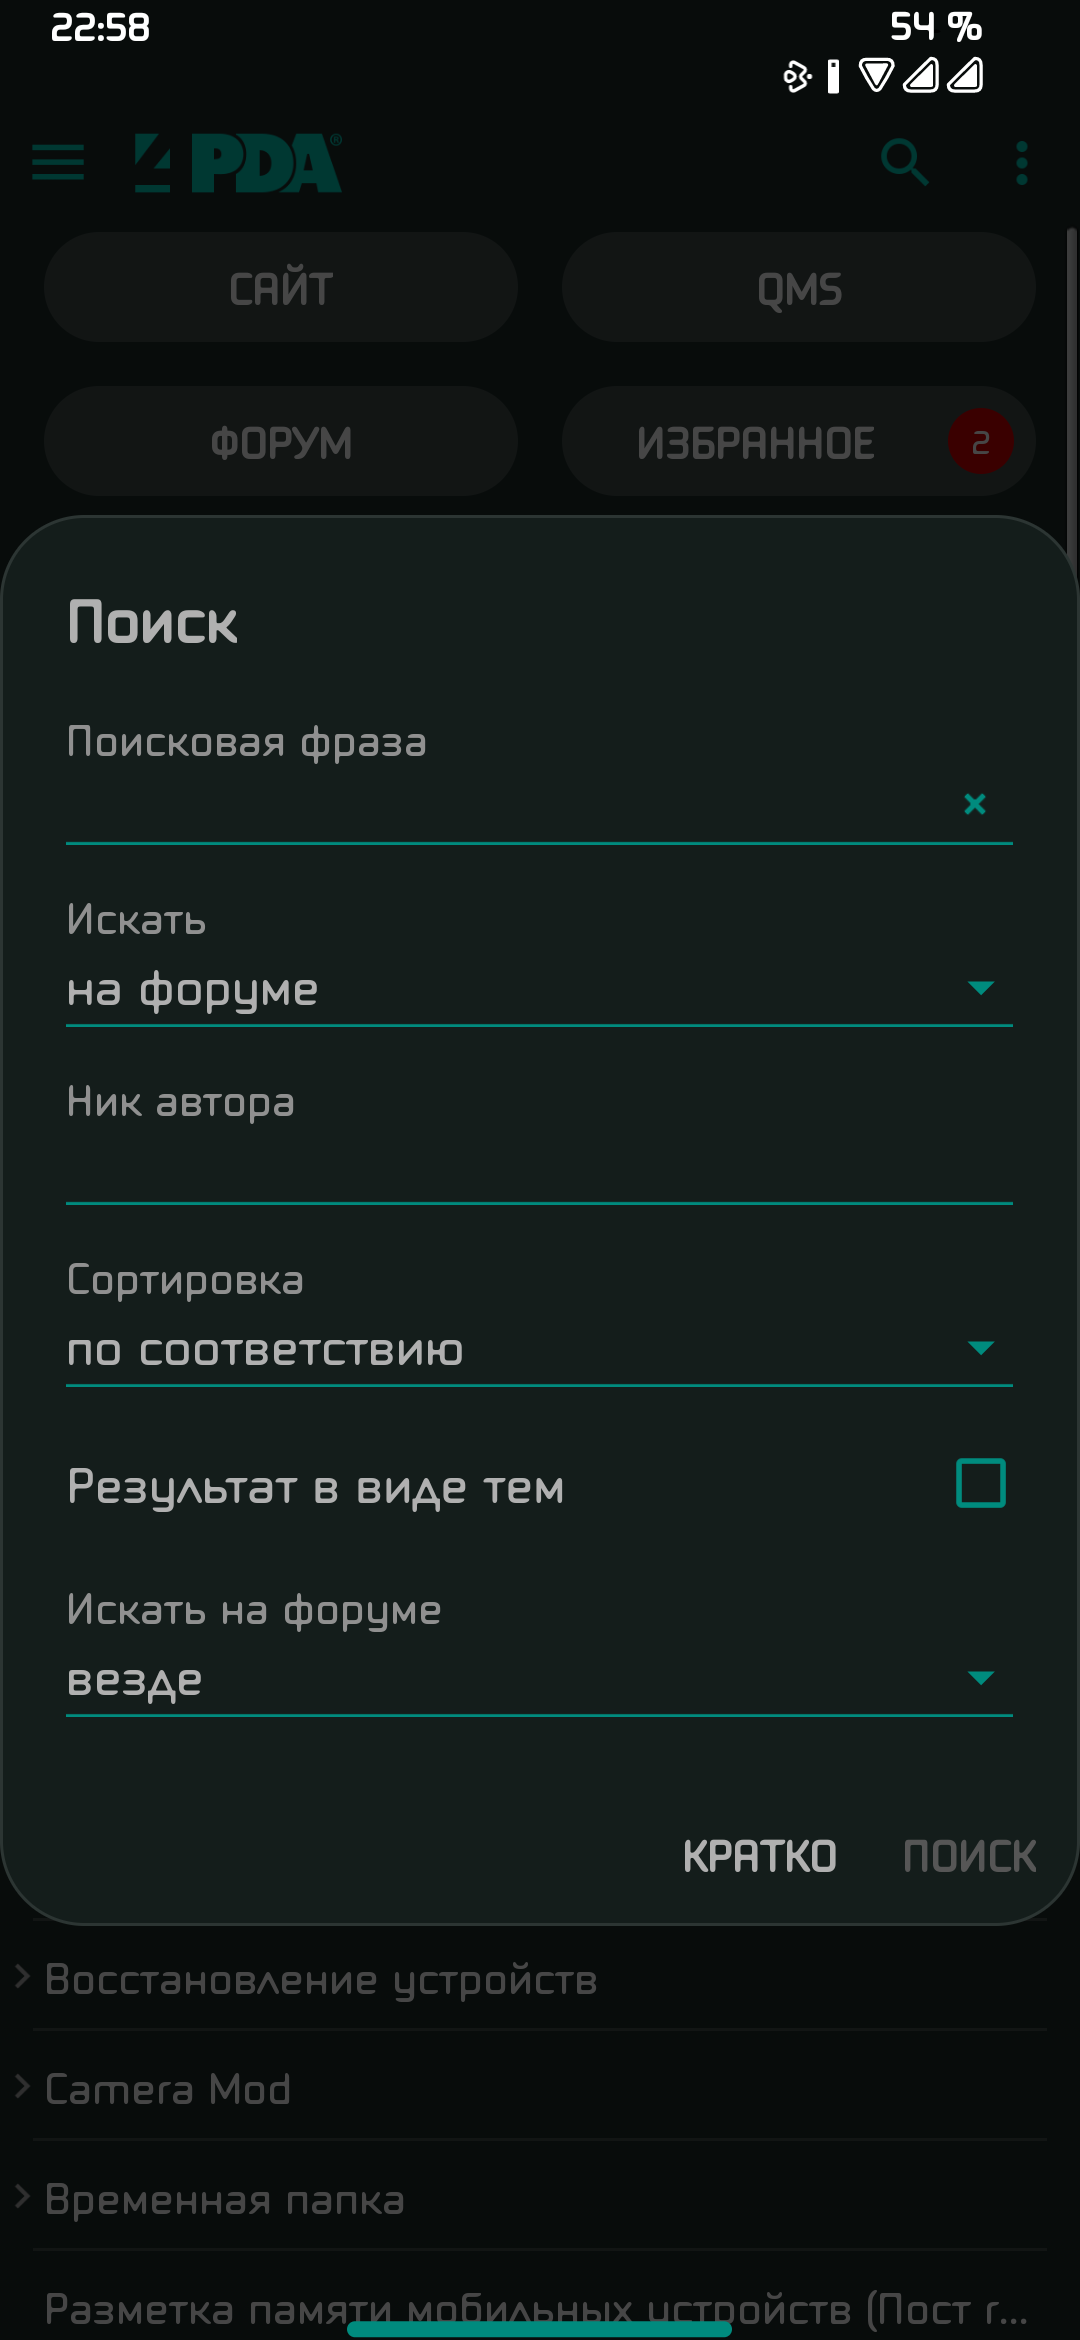 22:58
54 %
4PDA®
САЙТ
QMS
ФОРУМ
ИЗБРАННОЕ
2
Поиск
Поисковая фраза
Искать
на форуме
Ник автора
Сортировка
по соответствию
Результат в виде тем
Искать на форуме
везде
КРАТКО
ПОИСК
Восстановление устройств
Camera Mod
Временная папка
Разметка памяти мобильных устройств (Пост r...